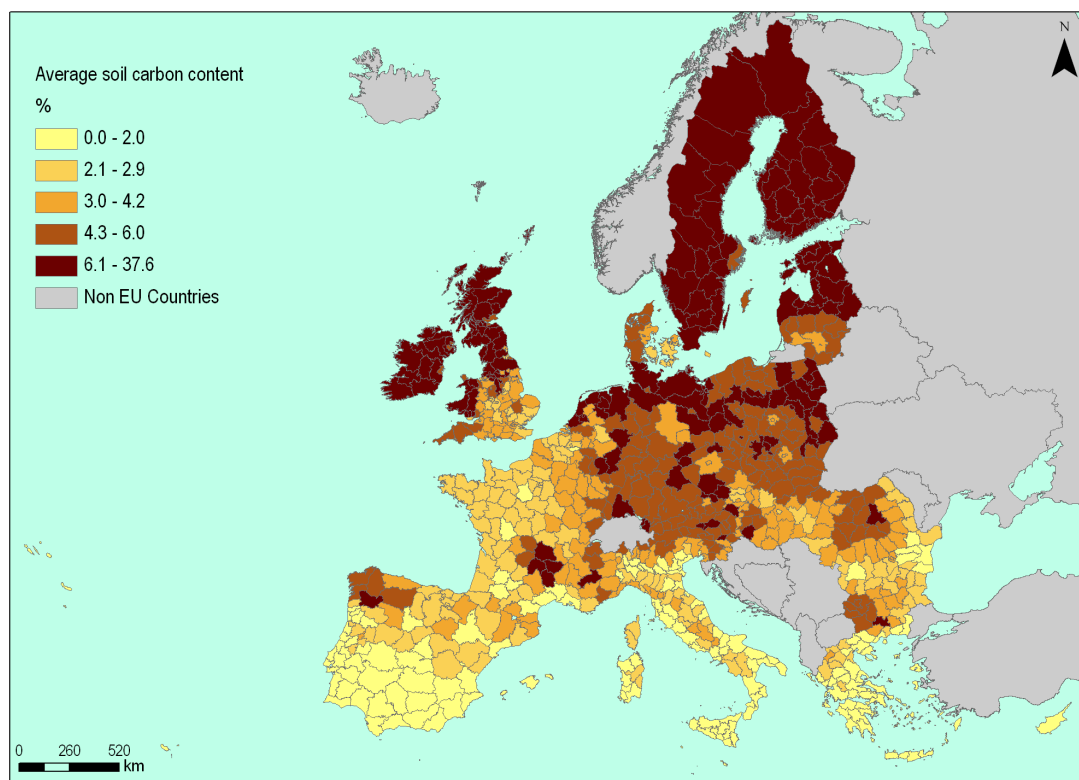 N
Average soil carbon content
%
0.0 - 2.0
2.1 - 2.9
3.0 - 4.2
4.3 - 6.0
6.1 - 37.6
Non EU Countries
0 260 520
km